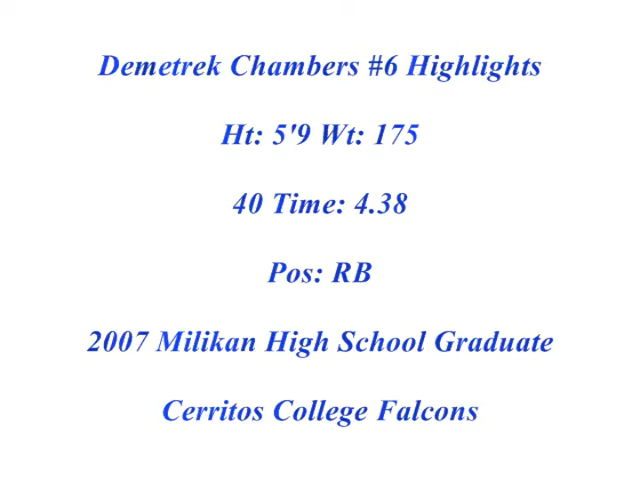 Demetrek Chambers #6 Highlights
Ht: 5'9 Wt: 175
40 Time: 4.38
Pos: RB
2007 Milikan High School Graduate
Cerritos College Falcons